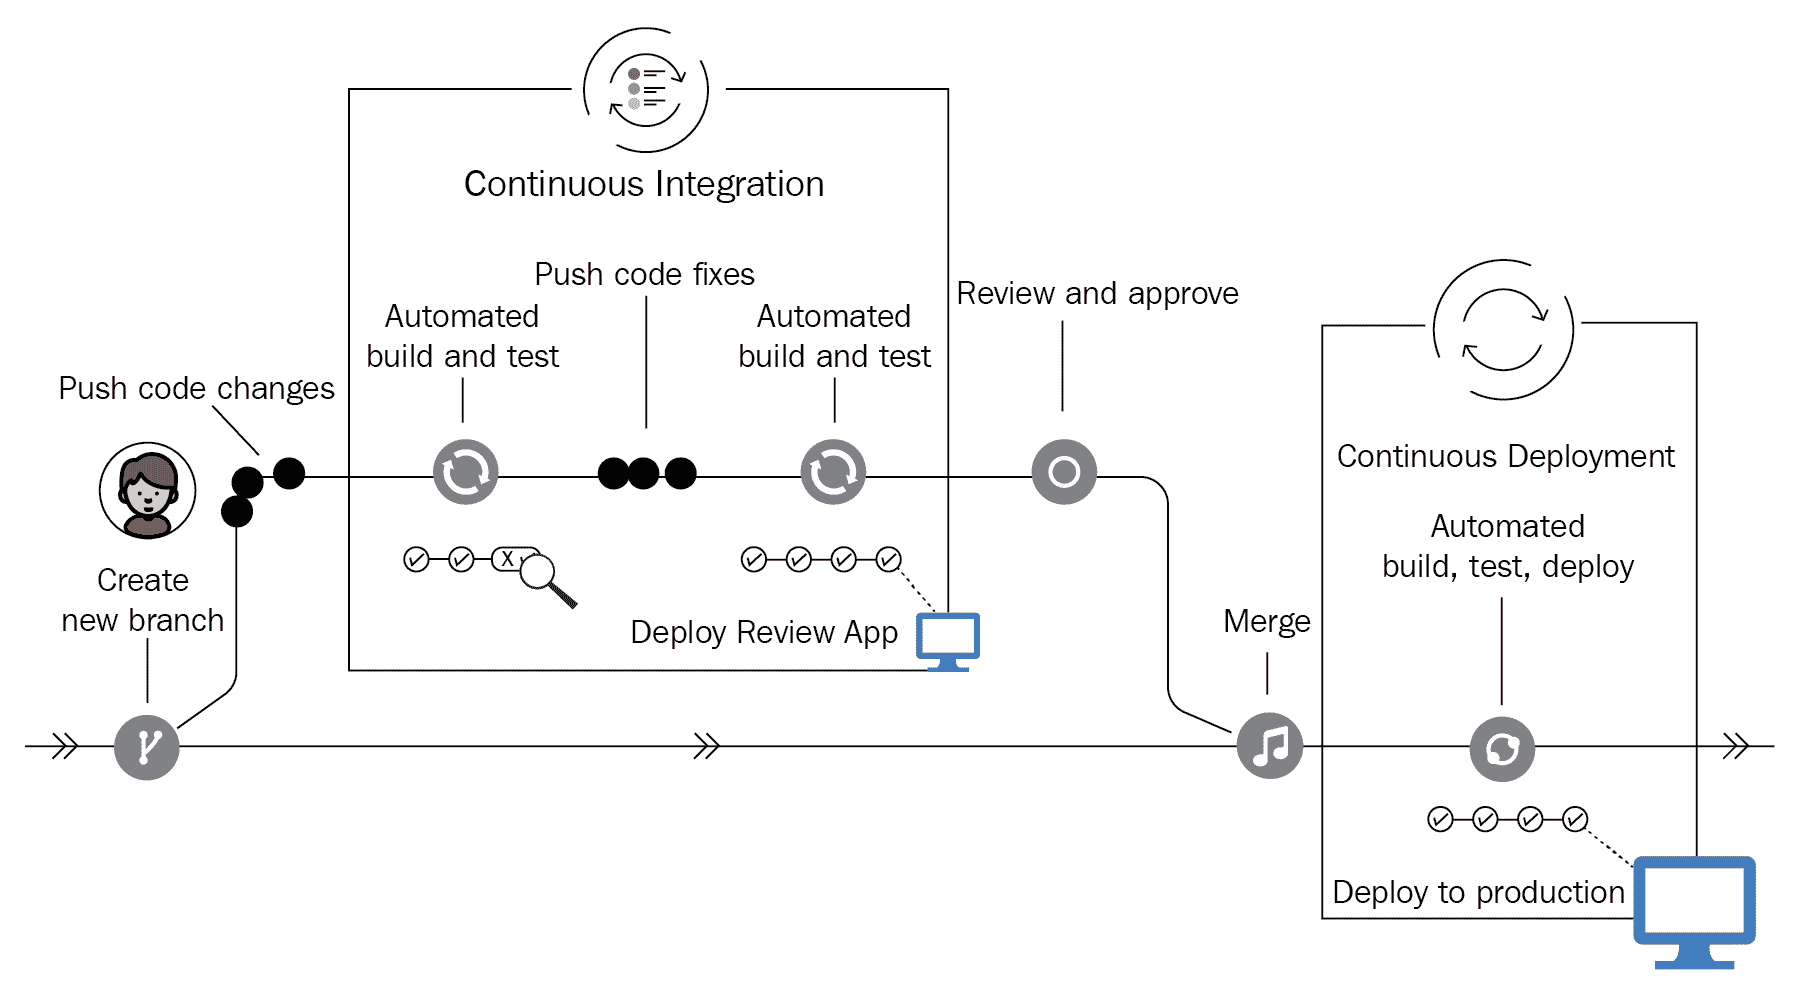 Continuous Integration
Push code fixes
Automated
build and test
Automated
build and test
Review and approve
Push code changes
Create
new branch
Deploy Review App
Merge
Continuous Deployment
Automated
build, test, deploy
Deploy to production
X